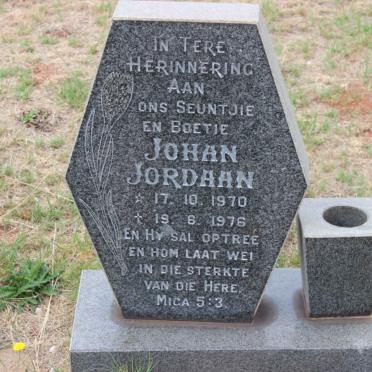 IN TERE
HERINNERING
AAN
ONS SEUNTJIE
EN BOETIE
JOHAN
JORDAAN
* 17. 10. 1970
✝ 19. 6. 1976
EN HY SAL OPTREE
EN HOM LAAT WEI
IN DIE STERKTE
VAN DIE HERE.
MIGA 5:3.